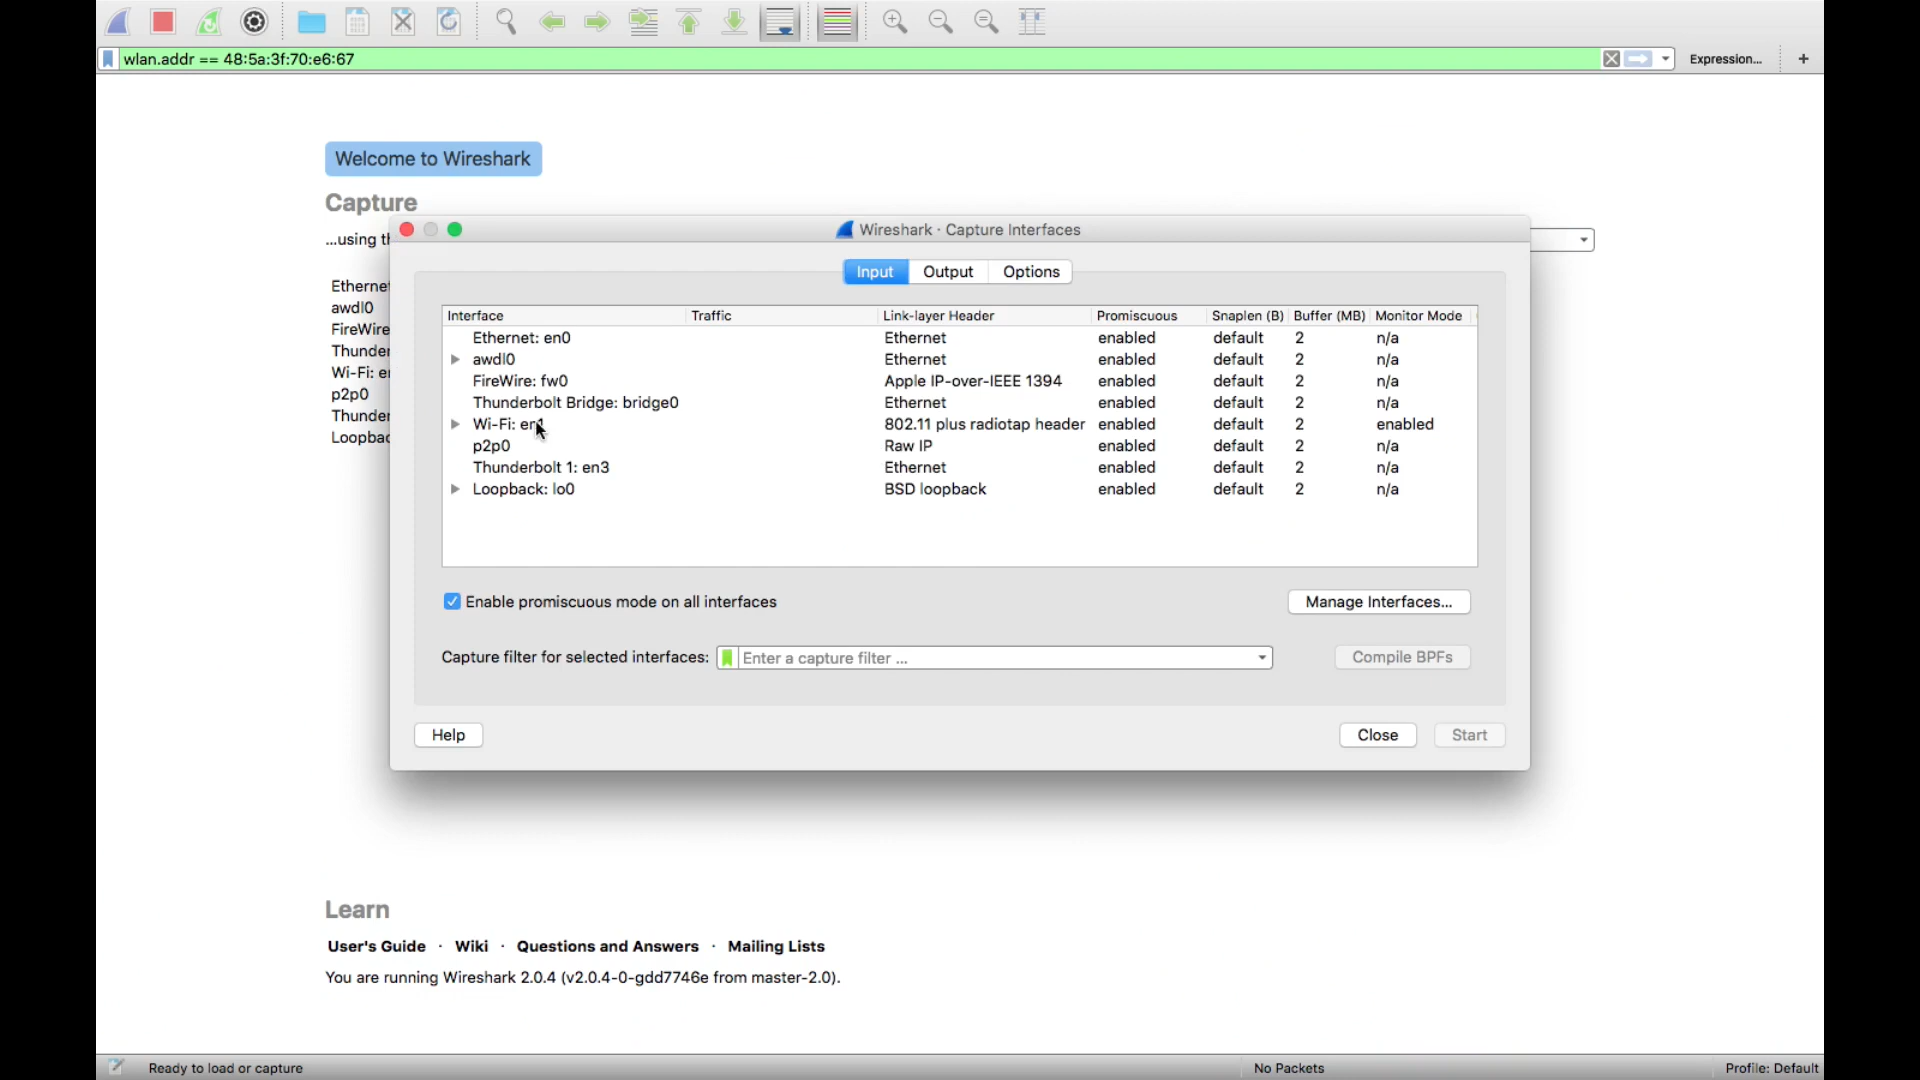 wlan.addr == 48:5a:3f:70:e6:67
Expression...
+
Welcome to Wireshark
Capture
...using th
Wireshark · Capture Interfaces
Input Output Options
Interface Traffic Link-layer Header Promiscuous Snaplen (B) Buffer (MB) Monitor Mode
Ethernet: en0 Ethernet enabled default 2 n/a
awdl0 Ethernet enabled default 2 n/a
FireWire: fw0 Apple IP-over-IEEE 1394 enabled default 2 n/a
Thunderbolt Bridge: bridge0 Ethernet enabled default 2 n/a
Wi-Fi: en1 802.11 plus radiotap header enabled default 2 enabled
p2p0 Raw IP enabled default 2 n/a
Thunderbolt 1: en3 Ethernet enabled default 2 n/a
Loopback: lo0 BSD loopback enabled default 2 n/a
Ethernet
awdl0
FireWire
Thunder
Wi-Fi: en
p2p0
Thunder
Loopbac
Enable promiscuous mode on all interfaces
Manage Interfaces...
Capture filter for selected interfaces: Enter a capture filter ...
Compile BPFs
Help Close Start
Learn
User's Guide · Wiki · Questions and Answers · Mailing Lists
You are running Wireshark 2.0.4 (v2.0.4-0-gdd7746e from master-2.0).
Ready to load or capture No Packets Profile: Default